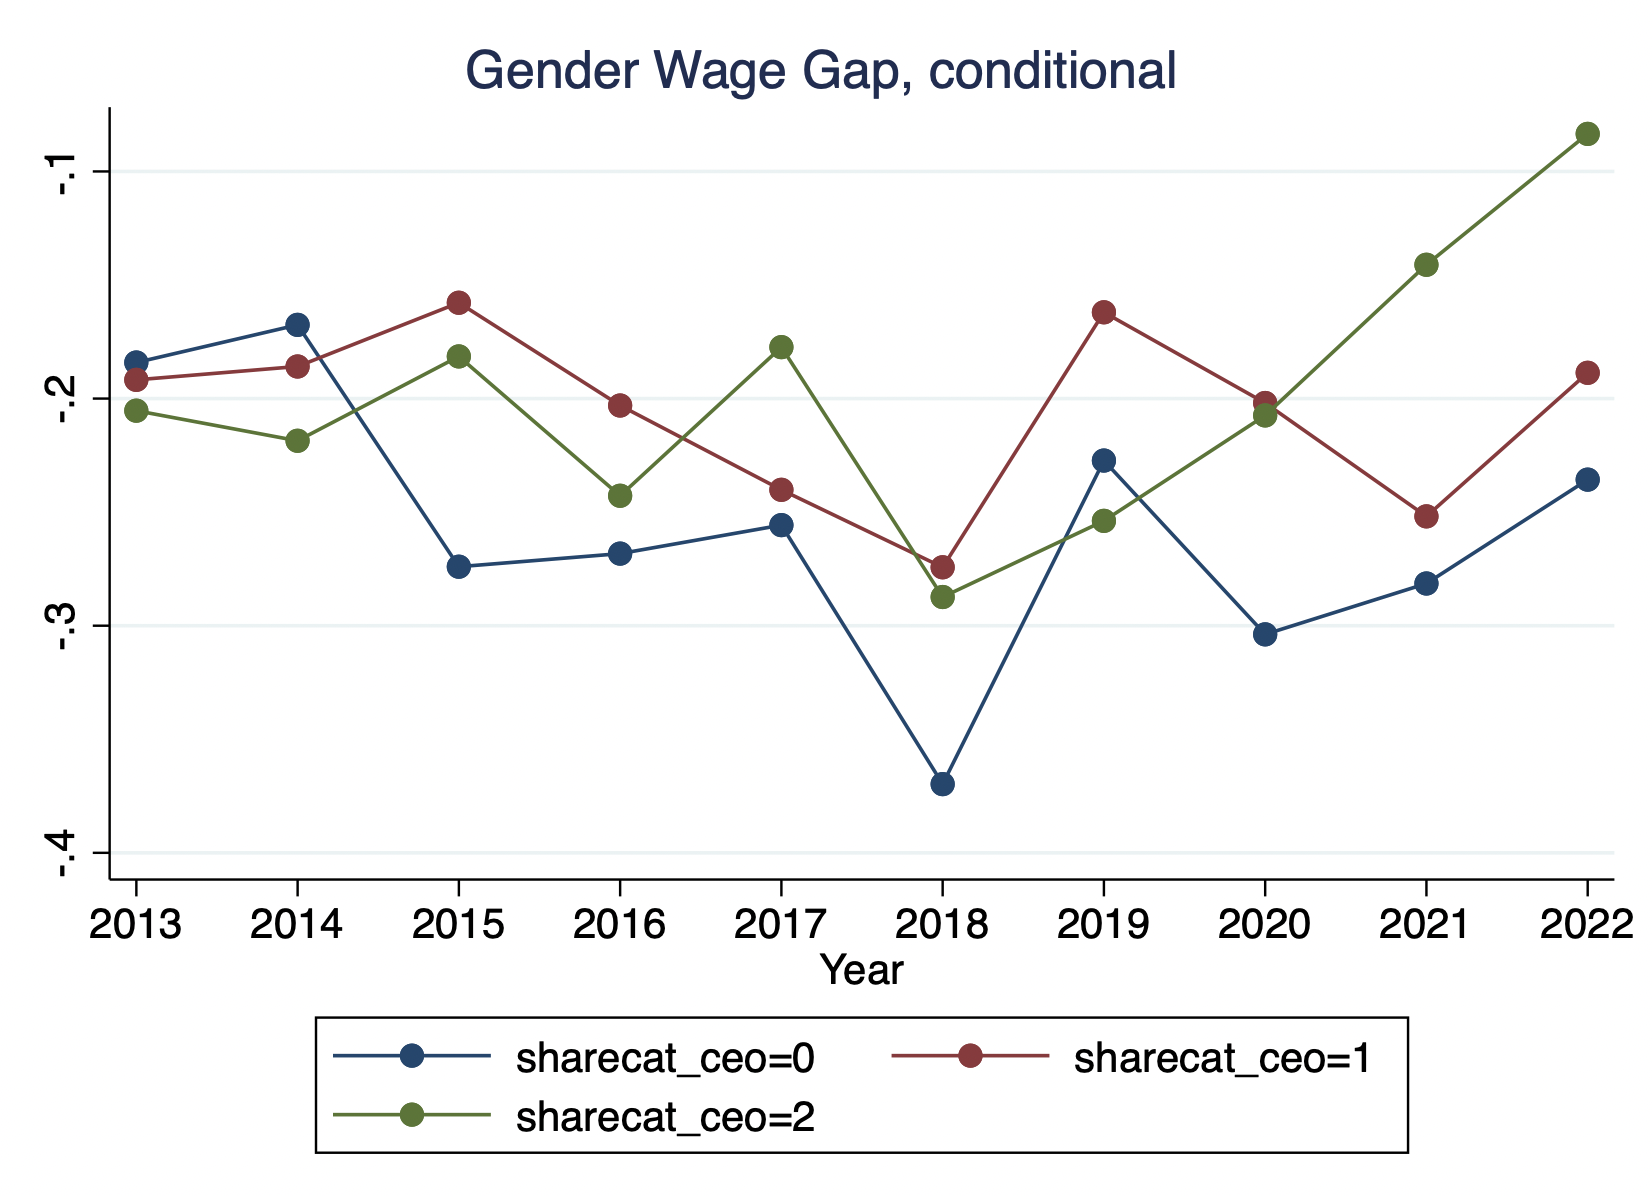 Gender Wage Gap, conditional
-.1
-.2
-.3
-.4
2013 2014 2015 2016 2017 2018 2019 2020 2021 2022
Year
sharecat_ceo=0 sharecat_ceo=1
sharecat_ceo=2